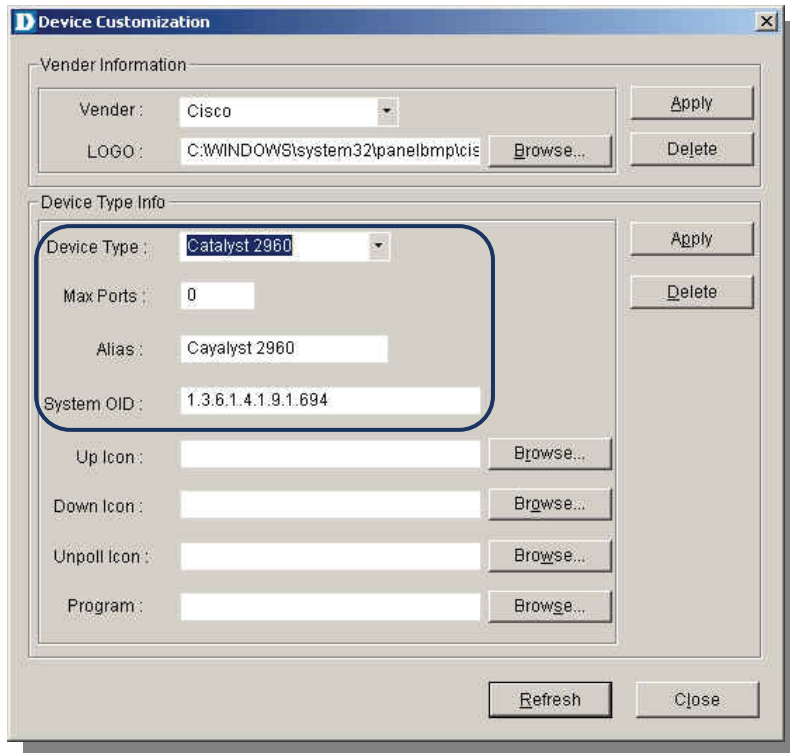 D Device Customization
Vender Information
Vender : Cisco Apply
LOGO : C:\WINDOWS\system32\panelbmp\cis Browse... Delete
Device Type Info
Device Type : Catalyst 2960 Apply
Max Ports : 0 Delete
Alias : Cayalyst 2960
System OID : 1.3.6.1.4.1.9.1.694
Up Icon : Browse...
Down Icon : Browse...
Unpoll Icon : Browse...
Program : Browse...
Refresh Close